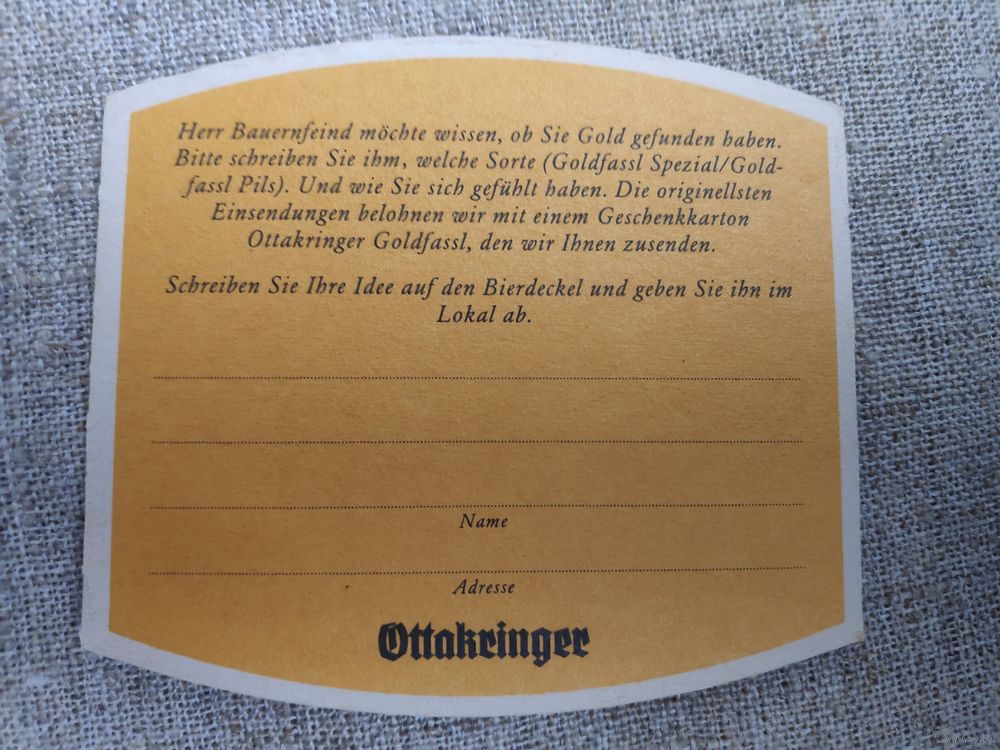 Herr Bauernfeind möchte wissen, ob Sie Gold gefunden haben.
Bitte schreiben Sie ihm, welche Sorte (Goldfassl Spezial/Gold-
fassl Pils). Und wie Sie sich gefühlt haben. Die originellsten
Einsendungen belohnen wir mit einem Geschenkkarton
Ottakringer Goldfassl, den wir Ihnen zusenden.
Schreiben Sie Ihre Idee auf den Bierdeckel und geben Sie ihn im
Lokal ab.
Name
Adresse
Ottakringer